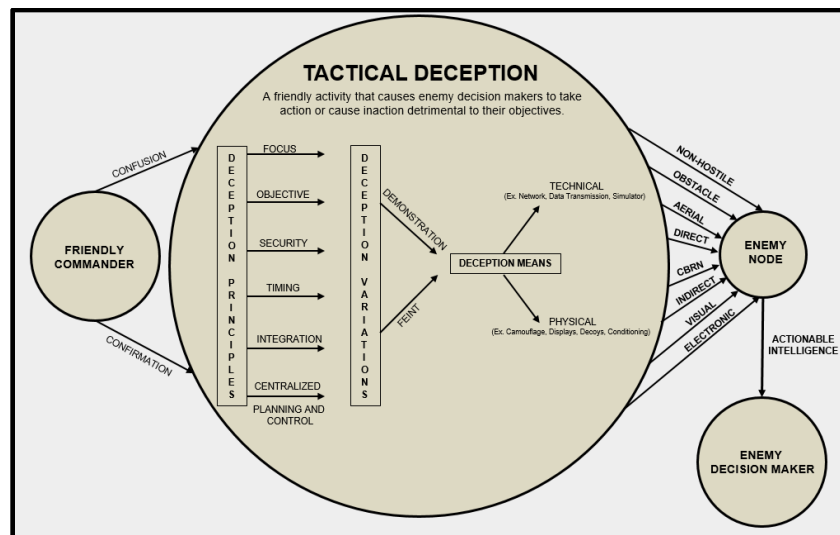 TACTICAL DECEPTION
A friendly activity that causes enemy decision makers to take
action or cause inaction detrimental to their objectives.
CONFUSION
FRIENDLY
COMMANDER
CONFIRMATION
DECEPTION PRINCIPLES
FOCUS
OBJECTIVE
SECURITY
TIMING
INTEGRATION
CENTRALIZED
PLANNING AND
CONTROL
DECEPTION VARIATIONS
DEMONSTRATION
FEINT
DECEPTION MEANS
TECHNICAL
(Ex. Network, Data Transmission, Simulator)
PHYSICAL
(Ex. Camouflage, Displays, Decoys, Conditioning)
NON-HOSTILE
OBSTACLE
AERIAL
DIRECT
CBRN
INDIRECT
VISUAL
ELECTRONIC
ENEMY
NODE
ACTIONABLE
INTELLIGENCE
ENEMY
DECISION MAKER